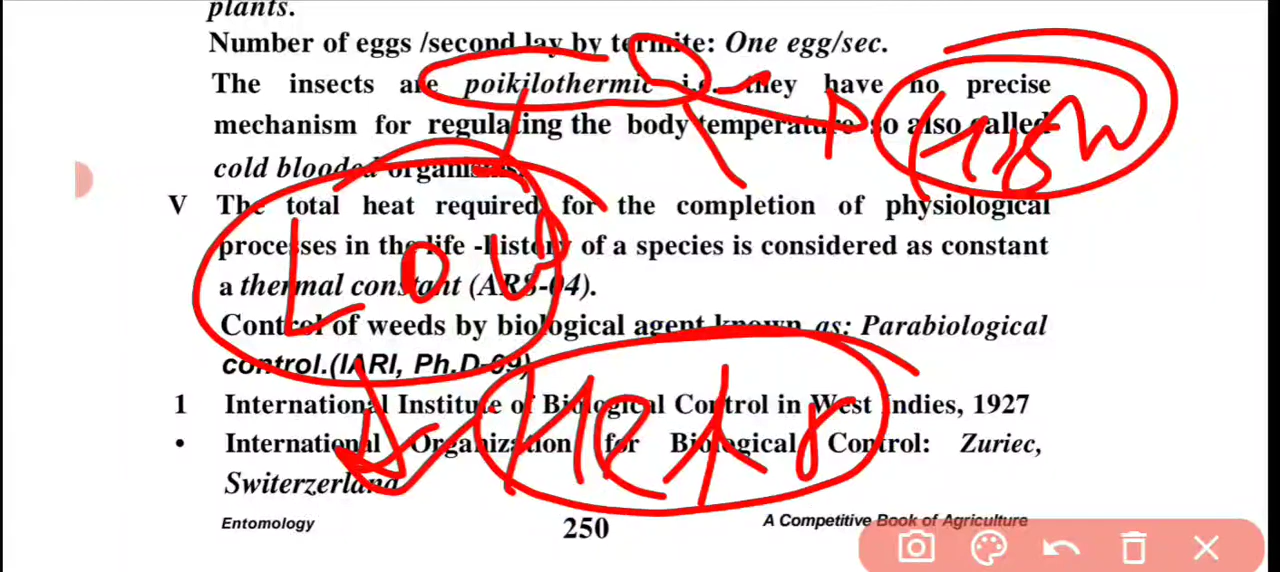 plants.
Number of eggs /second lay by termite: One egg/sec.
The insects are poikilothermic i.e. they have no precise
mechanism for regulating the body temperature so also called
cold blooded organisms.
V The total heat required for the completion of physiological
processes in the life -history of a species is considered as constant
a thermal constant (ARS-04).
Control of weeds by biological agent known as: Parabiological
control.(IARI, Ph.D-09)
1 International Institute of Biological Control in West Indies, 1927
• International Organization for Biological Control: Zuriec,
Switerzerland
Entomology 250 A Competitive Book of Agriculture
High
Low